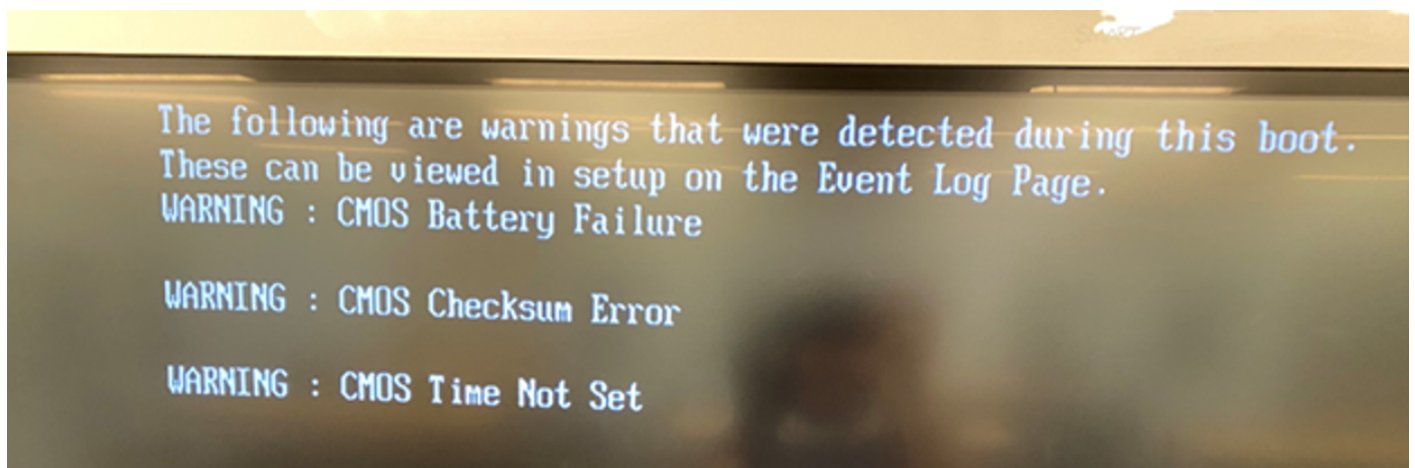 The following are warnings that were detected during this boot.
These can be viewed in setup on the Event Log Page.
WARNING : CMOS Battery Failure
WARNING : CMOS Checksum Error
WARNING : CMOS Time Not Set